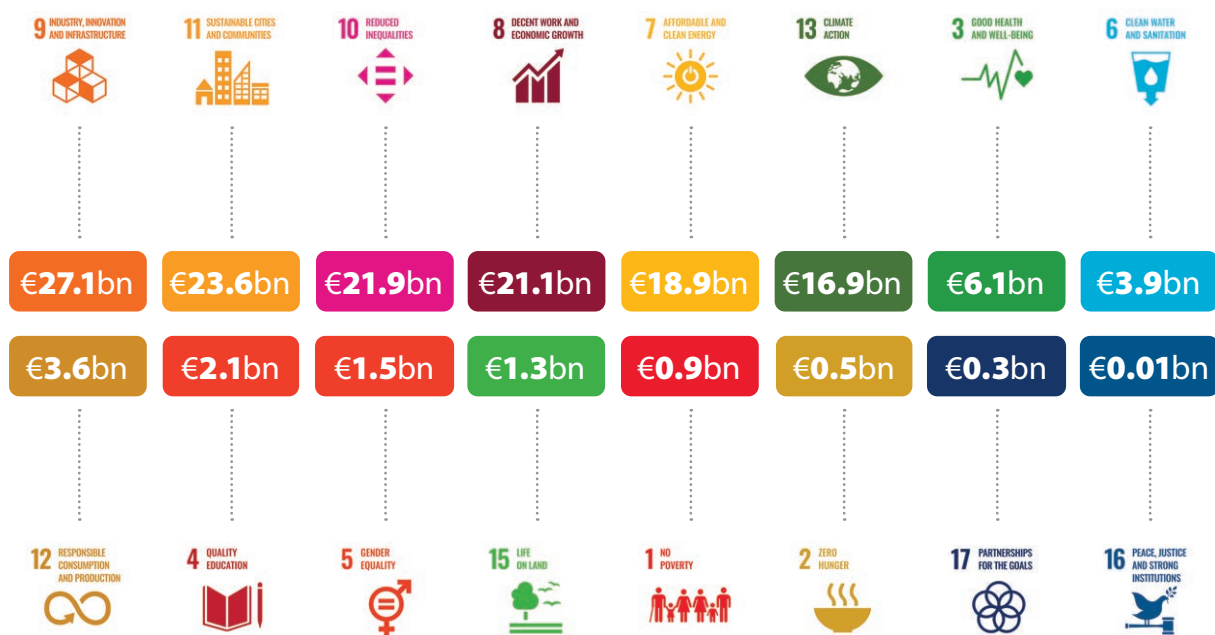 9 INDUSTRY, INNOVATION
AND INFRASTRUCTURE
11 SUSTAINABLE CITIES
AND COMMUNITIES
10 REDUCED
INEQUALITIES
8 DECENT WORK AND
ECONOMIC GROWTH
7 AFFORDABLE AND
CLEAN ENERGY
13 CLIMATE
ACTION
3 GOOD HEALTH
AND WELL-BEING
6 CLEAN WATER
AND SANITATION
€27.1bn
€23.6bn
€21.9bn
€21.1bn
€18.9bn
€16.9bn
€6.1bn
€3.9bn
€3.6bn
€2.1bn
€1.5bn
€1.3bn
€0.9bn
€0.5bn
€0.3bn
€0.01bn
12 RESPONSIBLE
CONSUMPTION
AND PRODUCTION
4 QUALITY
EDUCATION
5 GENDER
EQUALITY
15 LIFE
ON LAND
1 NO
POVERTY
2 ZERO
HUNGER
17 PARTNERSHIPS
FOR THE GOALS
16 PEACE, JUSTICE
AND STRONG
INSTITUTIONS